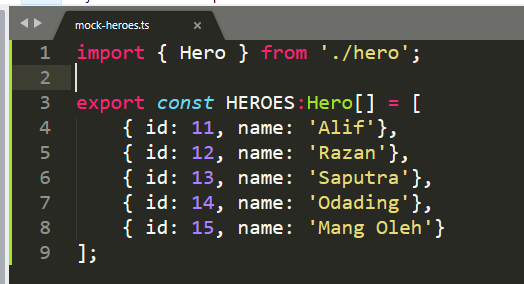 mock-heroes.ts ×
1 import { Hero } from './hero';
2
3 export const HEROES:Hero[] = [
4     { id: 11, name: 'Alif'},
5     { id: 12, name: 'Razan'},
6     { id: 13, name: 'Saputra'},
7     { id: 14, name: 'Odading'},
8     { id: 15, name: 'Mang Oleh'}
9 ];